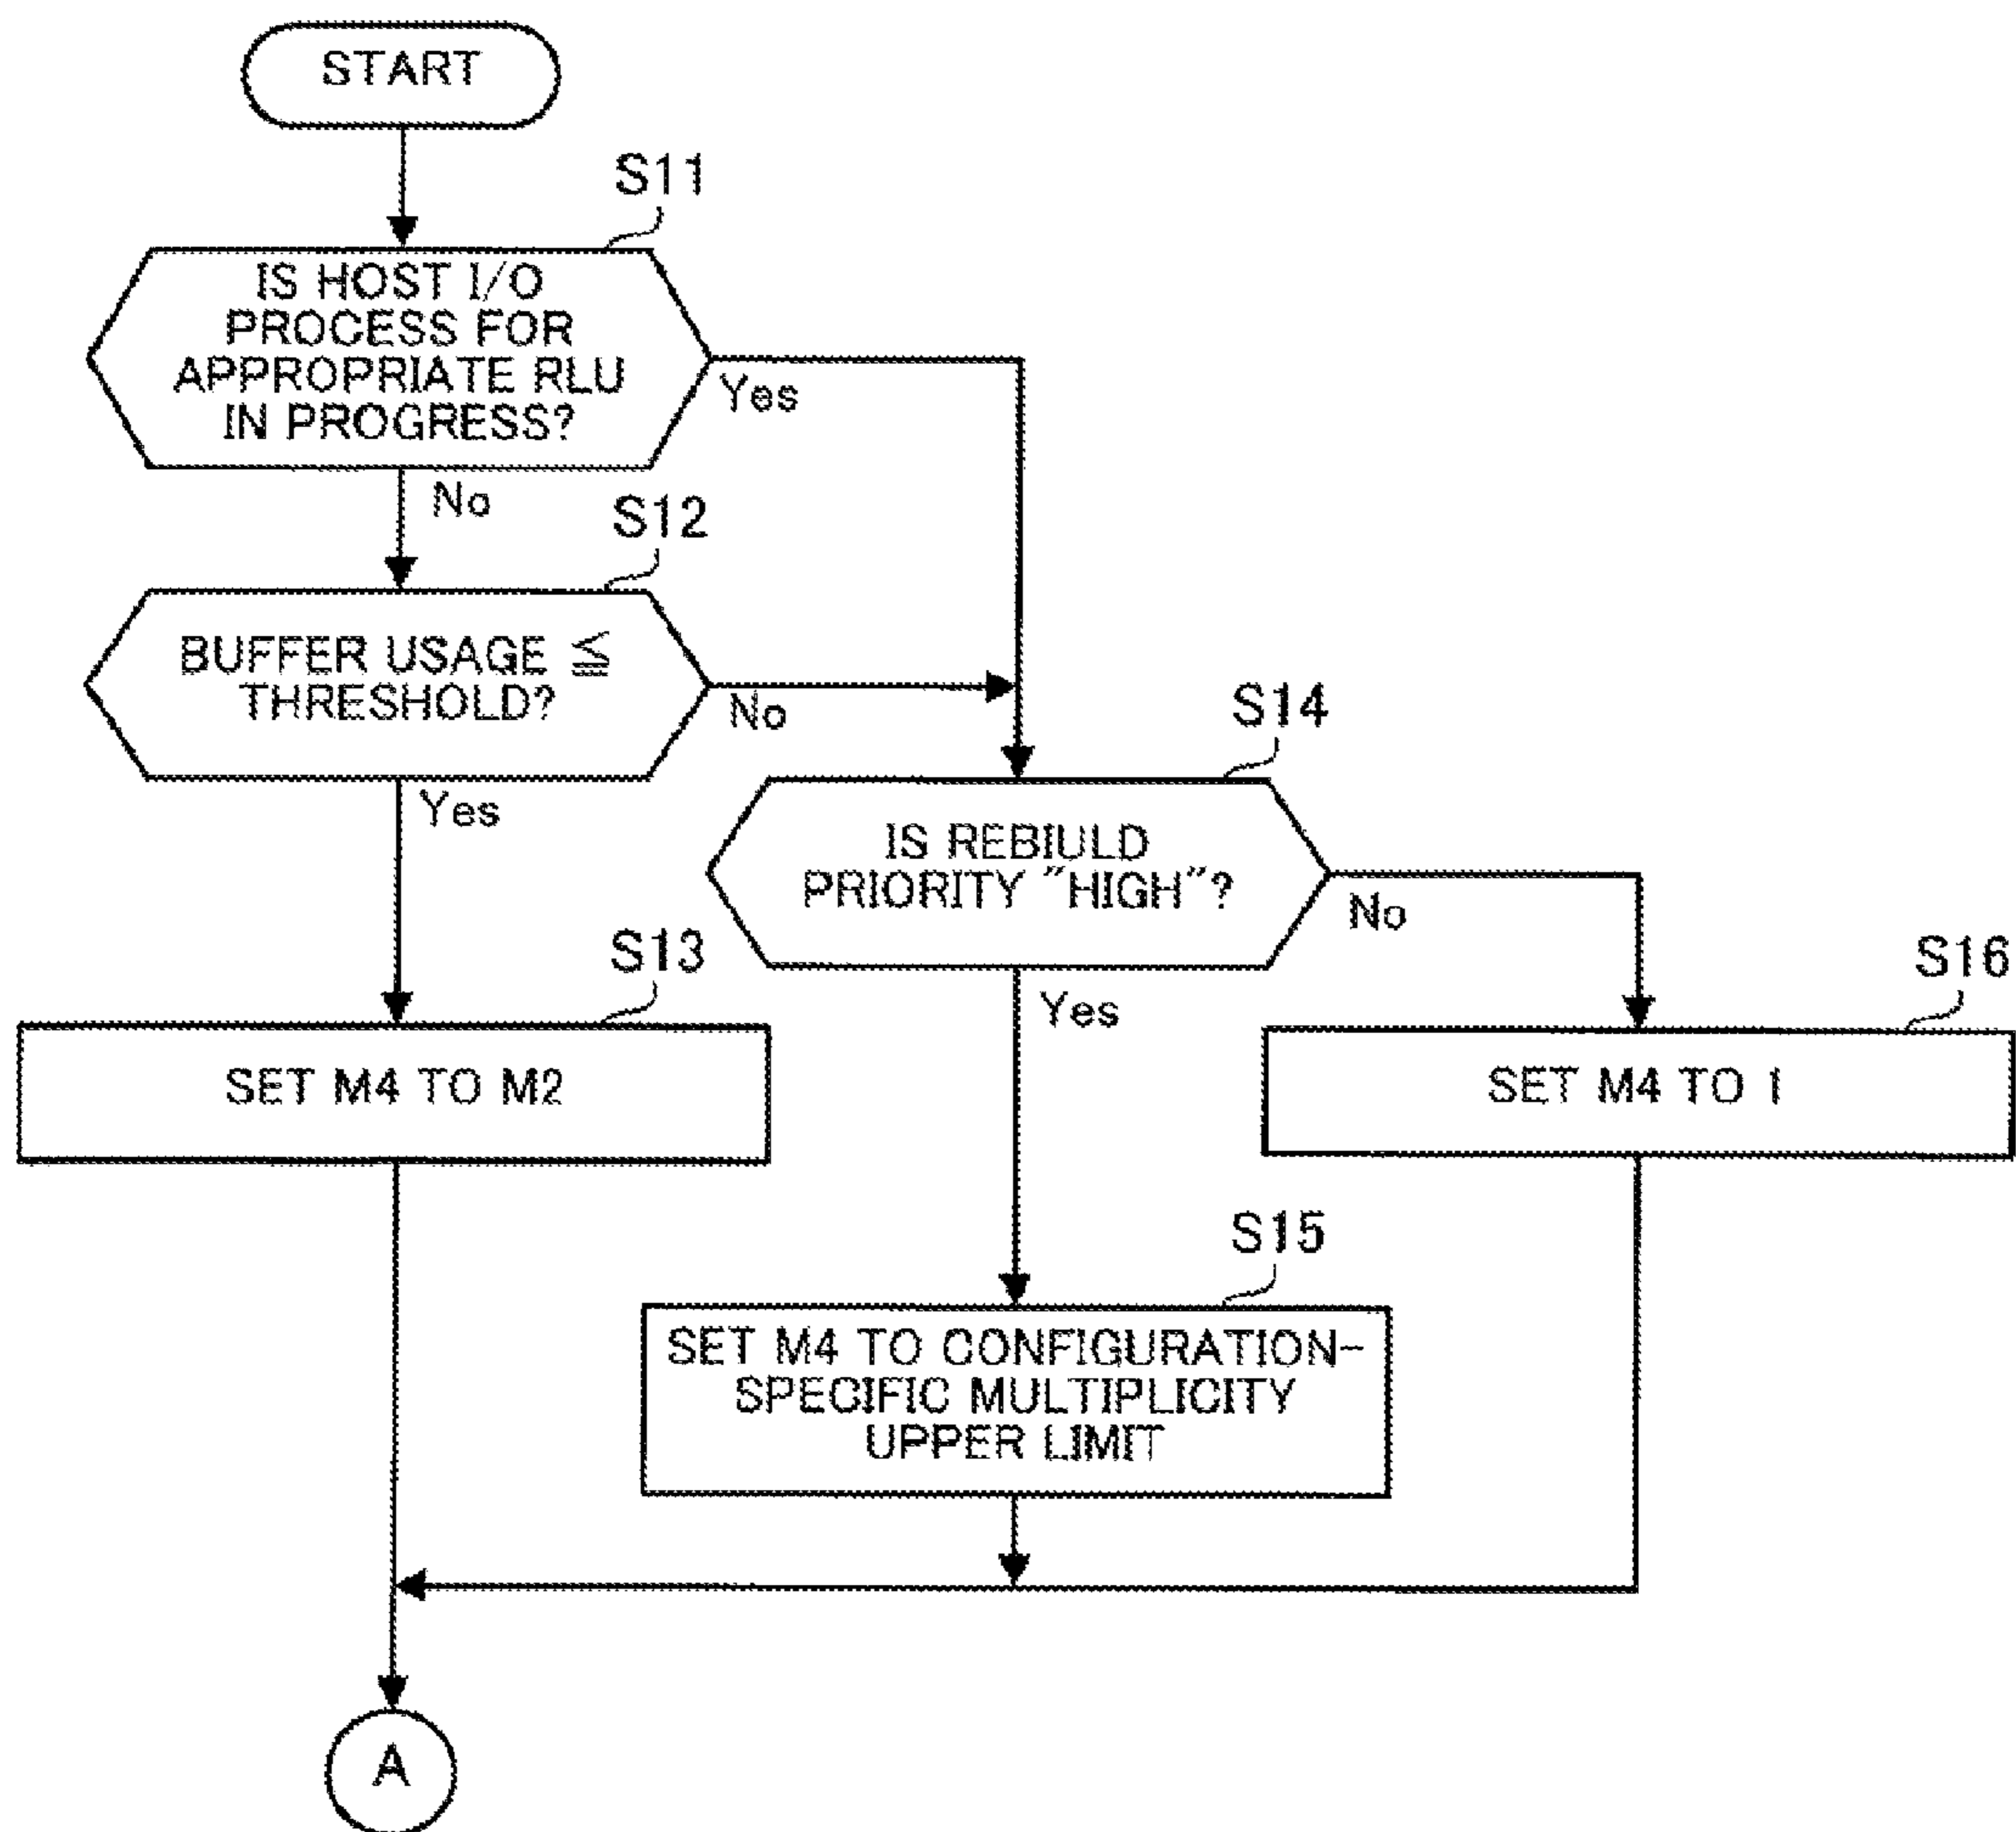 START
S11
IS HOST I/O
PROCESS FOR
APPROPRIATE RLU
IN PROGRESS?
Yes
No
S12
BUFFER USAGE ≦
THRESHOLD?
No
Yes
S14
IS REBIULD
PRIORITY "HIGH"?
No
Yes
S13
SET M4 TO M2
S16
SET M4 TO 1
S15
SET M4 TO CONFIGURATION-
SPECIFIC MULTIPLICITY
UPPER LIMIT
A